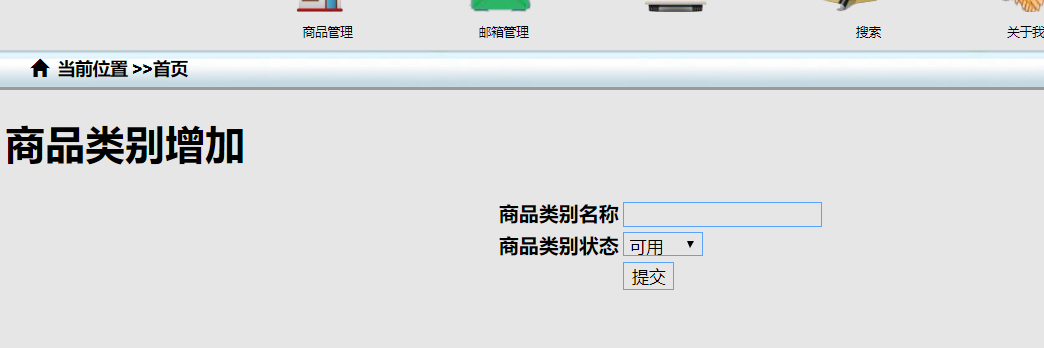 商品管理 邮箱管理 搜索 关于我
当前位置 >>首页
商品类别增加
商品类别名称
商品类别状态 可用
提交